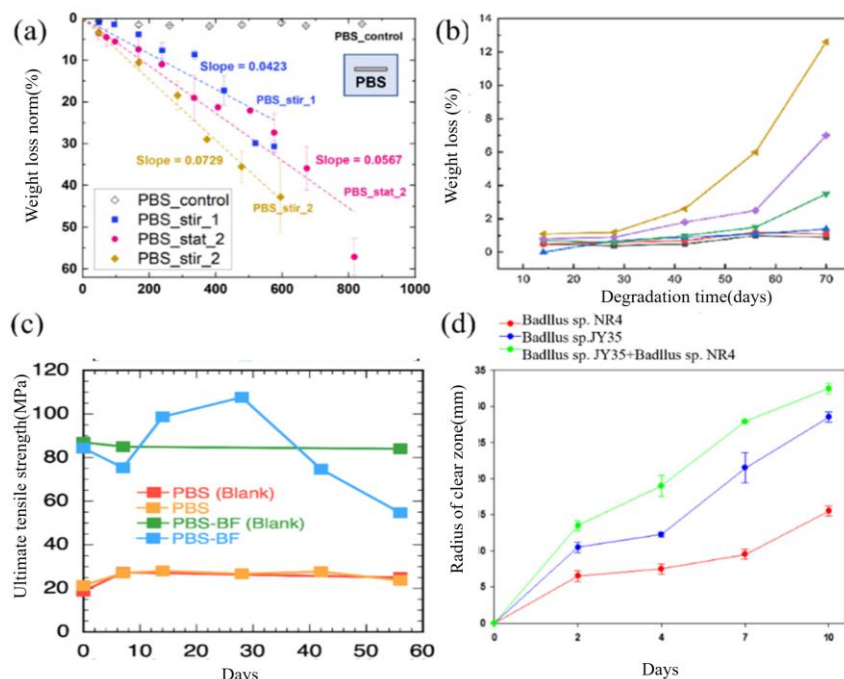 (a)
Weight loss norm(%)
0
10
20
30
40
50
60
PBS_control
Slope = 0.0423
PBS
PBS_stir_1
Slope = 0.0729
Slope = 0.0567
PBS_stat_2
PBS_stir_2
PBS_control
PBS_stir_1
PBS_stat_2
PBS_stir_2
0 200 400 600 800 1000
(b)
Weight loss (%)
14
12
10
8
6
4
2
0
20 30 40 50 60 70
Degradation time(days)
(c)
Ultimate tensile strength(MPa)
120
100
80
60
40
20
0
PBS (Blank)
PBS
PBS-BF (Blank)
PBS-BF
0 10 20 30 40 50 60
Days
(d)
Badllus sp. NR4
Badllus sp.JY35
Badllus sp. JY35+Badllus sp. NR4
Radius of clear zone(mm)
35
30
25
20
15
10
5
0
0 2 4 7 10
Days